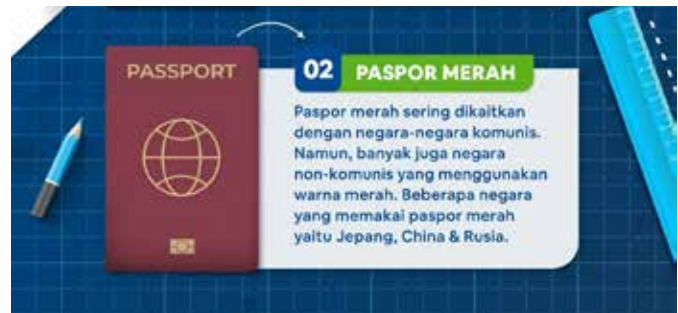 PASSPORT
02 PASPOR MERAH
Paspor merah sering dikaitkan
dengan negara-negara komunis.
Namun, banyak juga negara
non-komunis yang menggunakan
warna merah. Beberapa negara
yang memakai paspor merah
yaitu Jepang, China & Rusia.